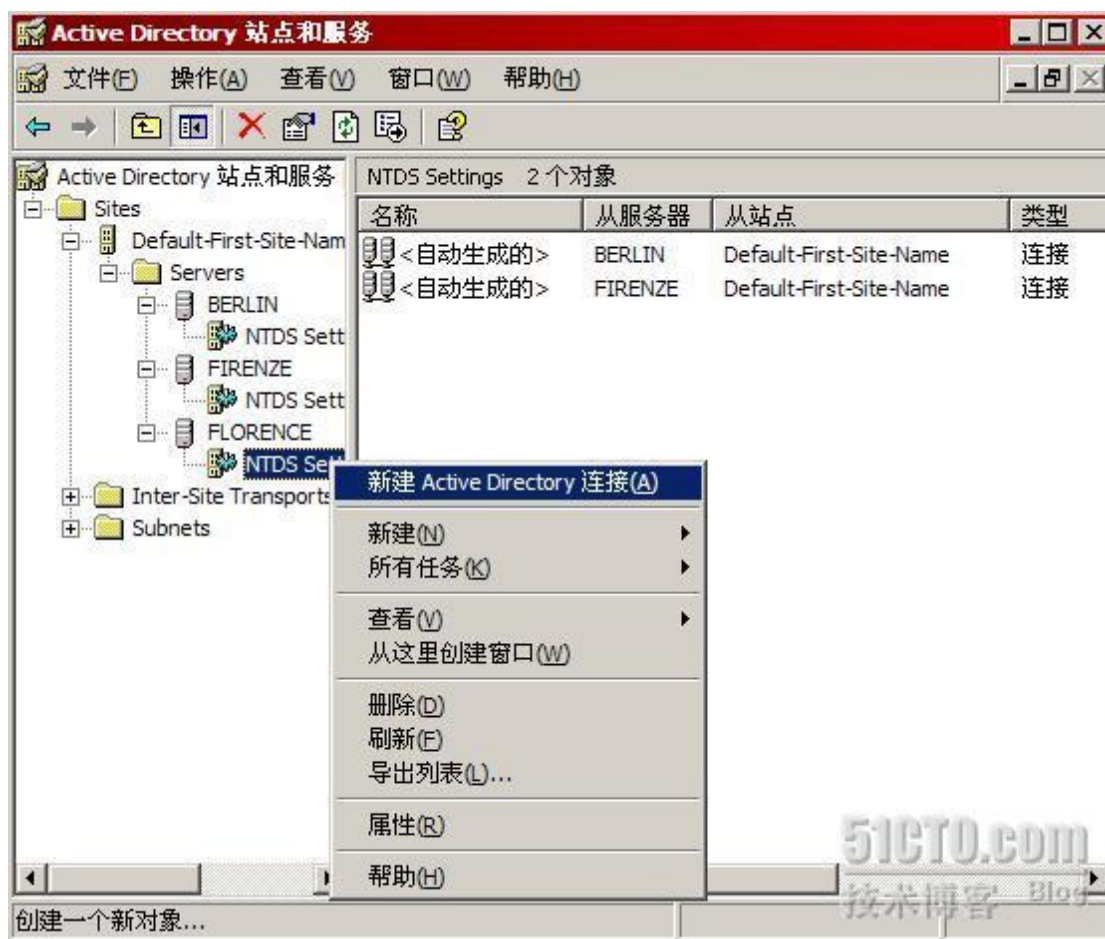 Active Directory 站点和服务
文件(F) 操作(A) 查看(V) 窗口(W) 帮助(H)
Active Directory 站点和服务
Sites
Default-First-Site-Nam
Servers
BERLIN
NTDS Sett
FIRENZE
NTDS Sett
FLORENCE
NTDS Sett
Inter-Site Transports
Subnets
NTDS Settings 2 个对象
名称 从服务器 从站点 类型
<自动生成的> BERLIN Default-First-Site-Name 连接
<自动生成的> FIRENZE Default-First-Site-Name 连接
新建 Active Directory 连接(A)
新建(N)
所有任务(K)
查看(V)
从这里创建窗口(W)
删除(D)
刷新(F)
导出列表(L)...
属性(R)
帮助(H)
创建一个新对象...
51CTO.com
技术博客 Blog